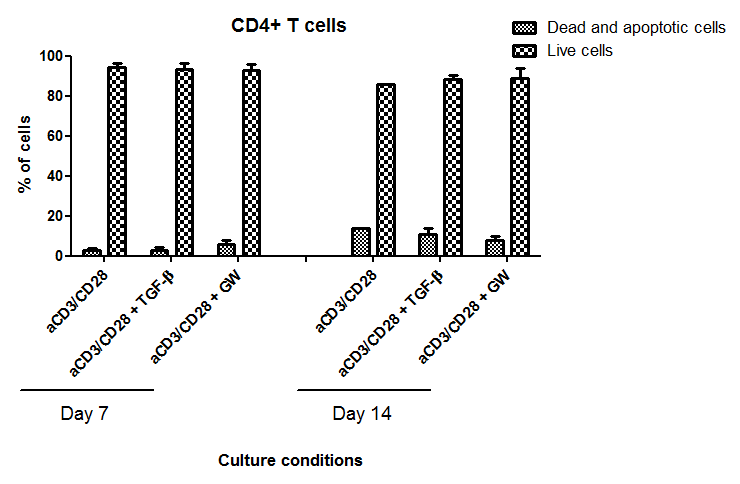 CD4+ T cells
Dead and apoptotic cells
Live cells
% of cells
100
80
60
40
20
0
aCD3/CD28
aCD3/CD28 + TGF-β
aCD3/CD28 + GW
aCD3/CD28
aCD3/CD28 + TGF-β
aCD3/CD28 + GW
Day 7
Day 14
Culture conditions